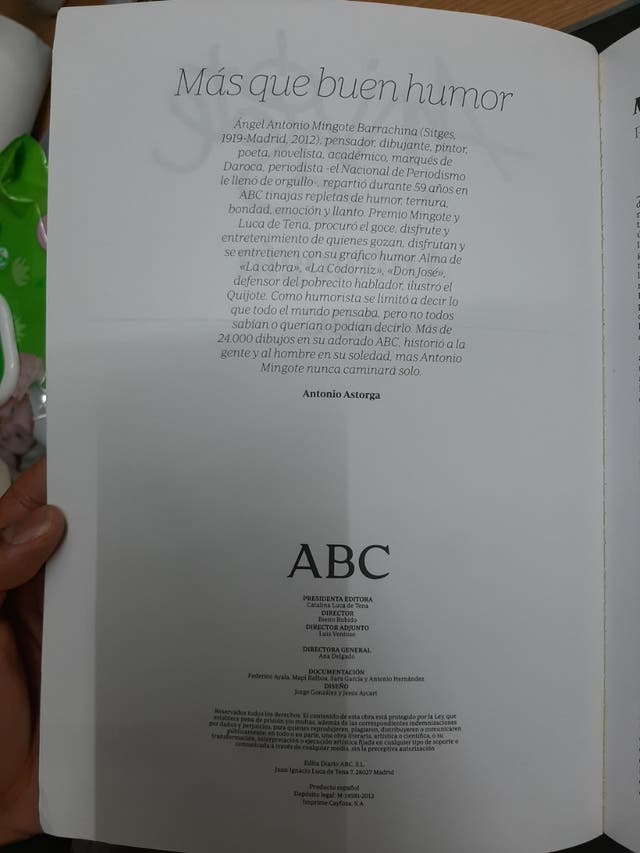 Más que buen humor
Ángel Antonio Mingote Barrachina (Sitges,
1919-Madrid, 2012), pensador, dibujante, pintor,
poeta, novelista, académico, marqués de
Daroca, periodista -el Nacional de Periodismo
le llenó de orgullo-, repartió durante 59 años en
ABC tinajas repletas de humor, ternura,
bondad, emoción y llanto. Premio Mingote y
Luca de Tena, procuró el goce, disfrute y
entretenimiento de quienes gozan, disfrutan y
se entretienen con su gráfico humor. Alma de
«La cabra», «La Codorniz», «Don José»,
defensor del pobrecito hablador, ilustró el
Quijote. Como humorista se limitó a decir lo
que todo el mundo pensaba, pero no todos
sabían o querían o podían decirlo. Más de
24.000 dibujos en su adorado ABC, historió a la
gente y al hombre en su soledad, mas Antonio
Mingote nunca caminará solo.
Antonio Astorga
ABC
PRESIDENTA EDITORA
Catalina Luca de Tena
DIRECTOR
Bieito Rubido
DIRECTOR ADJUNTO
Luis Ventoso
DIRECTORA GENERAL
Ana Delgado
DOCUMENTACIÓN
Federico Ayala, Mapi Balboa, Sara García y Antonio Hernández
DISEÑO
Jorge González y Jesús Aycart
Reservados todos los derechos. El contenido de esta obra está protegido por la Ley, que
establece pena de prisión y/o multas, además de las correspondientes indemnizaciones
por daños y perjuicios, para quienes reprodujeren, plagiaren, distribuyeren o comunicaren
públicamente, en todo o en parte, una obra literaria, artística o científica, o su
transformación, interpretación o ejecución artística fijada en cualquier tipo de soporte o
comunicada a través de cualquier medio, sin la preceptiva autorización
Edita Diario ABC, S.L.
Juan Ignacio Luca de Tena 7, 28027 Madrid
Producto español
Depósito legal: M-14581-2012
Imprime Cayfosa, S.A